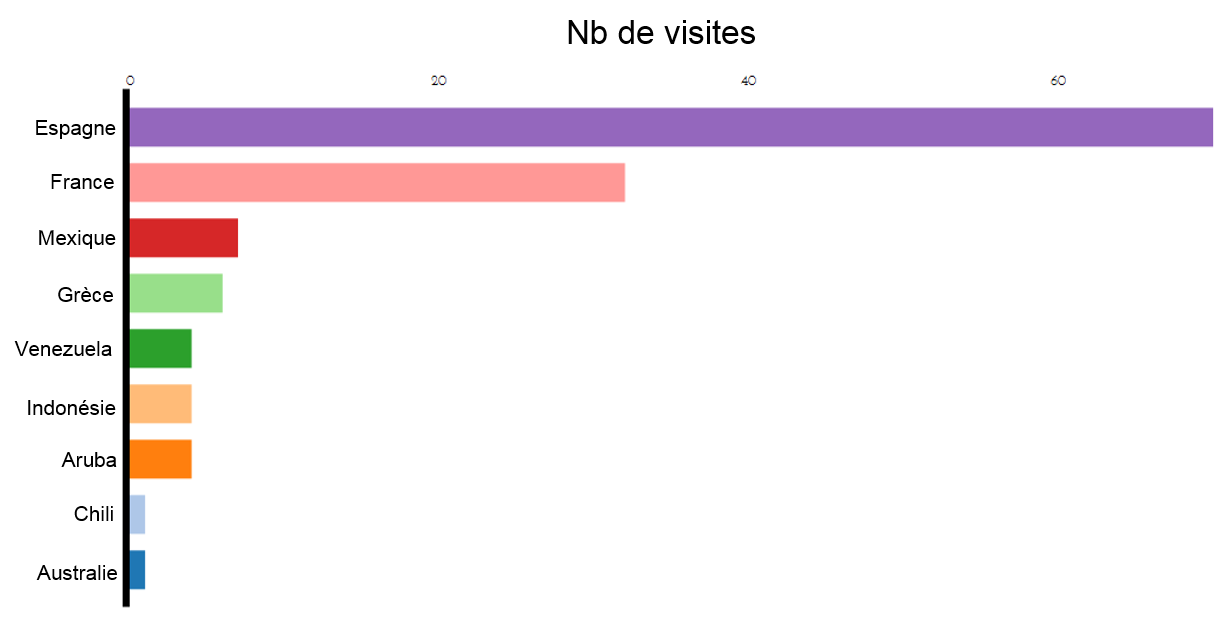 Nb de visites
0 20 40 60
Espagne
France
Mexique
Grèce
Venezuela
Indonésie
Aruba
Chili
Australie